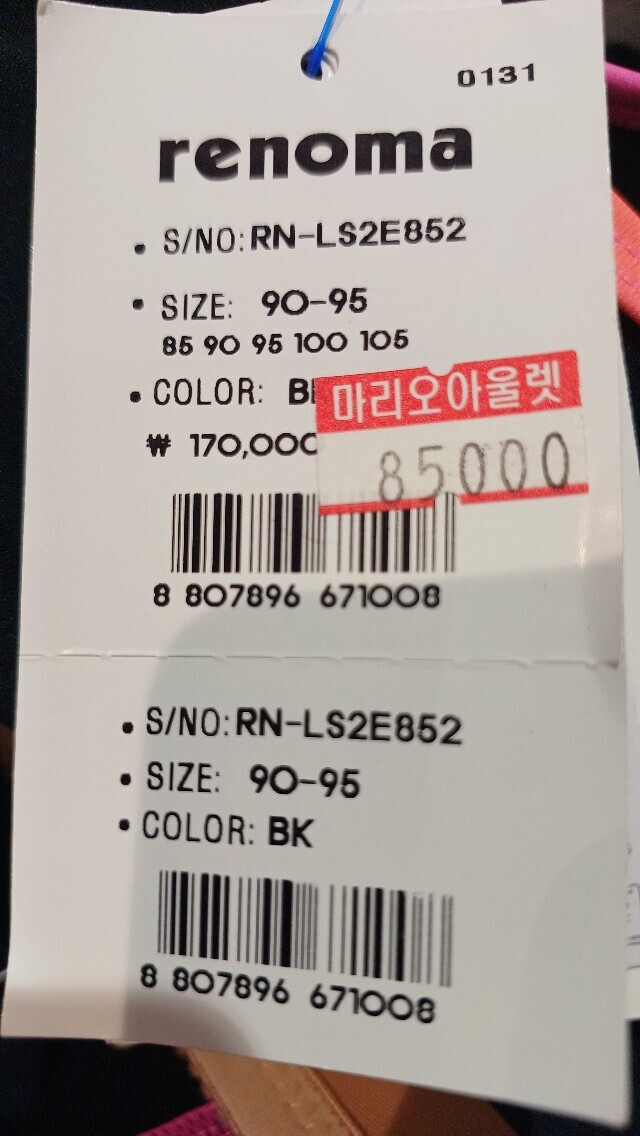 0131
renoma
• S/NO: RN-LS2E852
• SIZE: 90-95
85 90 95 100 105
• COLOR:
마리오아울렛
₩ 170,000
85000
8 807896 671008
• S/NO: RN-LS2E852
• SIZE: 90-95
• COLOR: BK
8 807896 671008